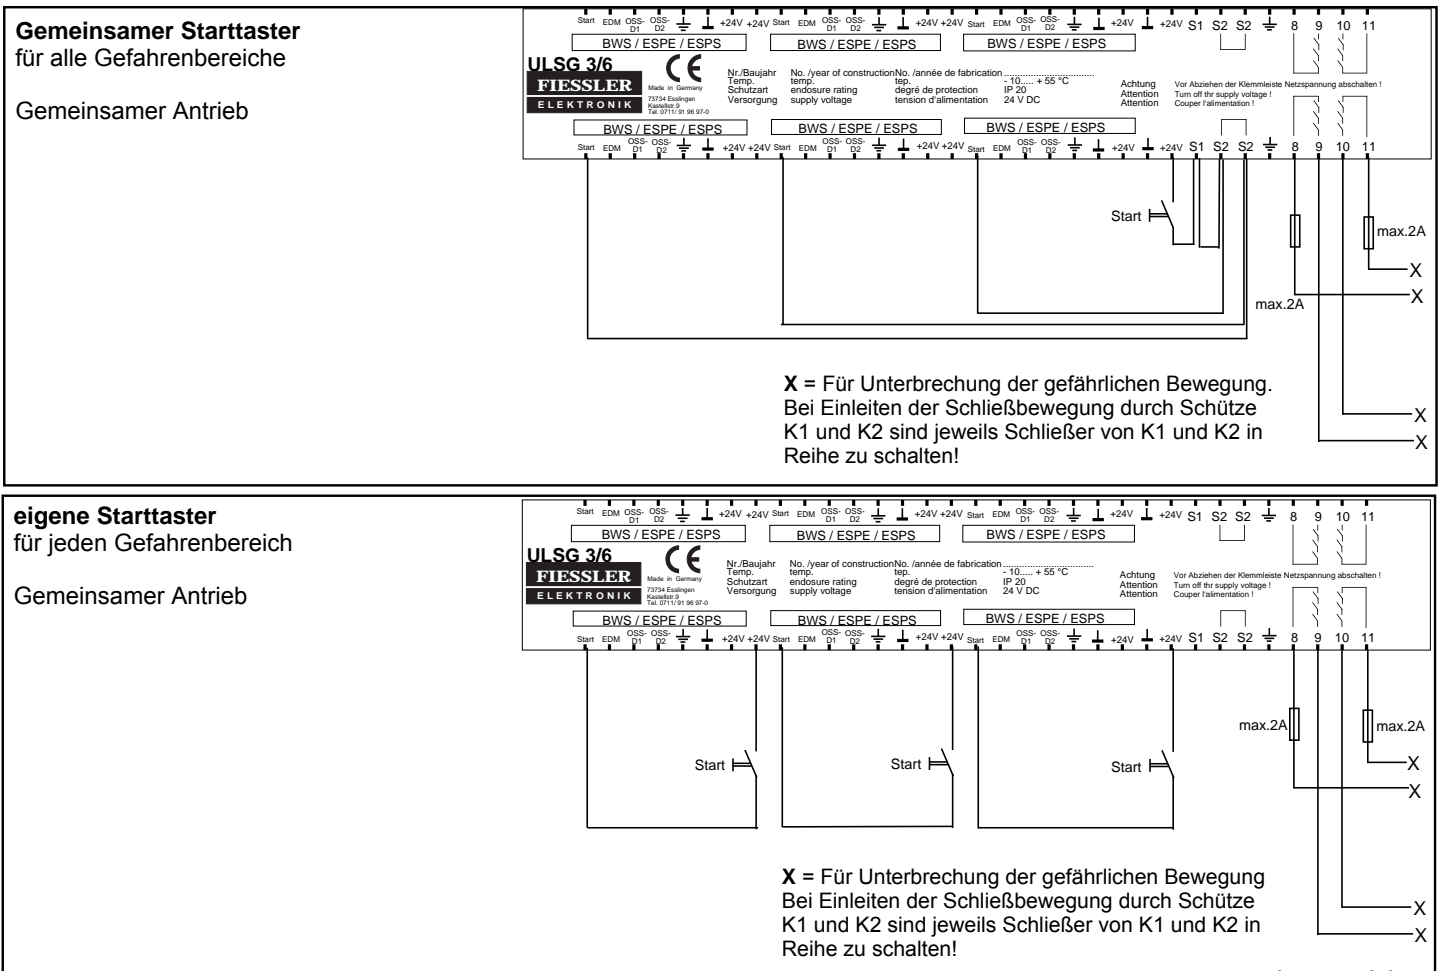 Gemeinsamer Starttaster
für alle Gefahrenbereiche
Gemeinsamer Antrieb
Start EDM OSS-D1 OSS-D2 +24V +24V Start EDM OSS-D1 OSS-D2 +24V +24V Start EDM OSS-D1 OSS-D2 +24V +24V S1 S2 S2 8 9 10 11
BWS / ESPE / ESPS BWS / ESPE / ESPS BWS / ESPE / ESPS
ULSG 3/6 CE
FIESSLER
ELEKTRONIK
Made in Germany
73734 Esslingen
Kastellstr.9
Tel. 0711/ 91 96 97-0
Nr./Baujahr No. /year of construction No. /année de fabrication ................................
Temp. temp. tep. - 10..... + 55 °C
Schutzart endosure rating degré de protection IP 20
Versorgung supply voltage tension d'alimentation 24 V DC
Achtung Vor Abziehen der Klemmleiste Netzspannung abschalten !
Attention Turn off thr supply voltage !
Attention Couper l'alimentation !
BWS / ESPE / ESPS BWS / ESPE / ESPS BWS / ESPE / ESPS
Start EDM OSS-D1 OSS-D2 +24V +24V Start EDM OSS-D1 OSS-D2 +24V +24V Start EDM OSS-D1 OSS-D2 +24V +24V S1 S2 S2 8 9 10 11
Start
max.2A
X
X
max.2A
X = Für Unterbrechung der gefährlichen Bewegung.
Bei Einleiten der Schließbewegung durch Schütze
K1 und K2 sind jeweils Schließer von K1 und K2 in
Reihe zu schalten!
X
X
eigene Starttaster
für jeden Gefahrenbereich
Gemeinsamer Antrieb
Start EDM OSS-D1 OSS-D2 +24V +24V Start EDM OSS-D1 OSS-D2 +24V +24V Start EDM OSS-D1 OSS-D2 +24V +24V S1 S2 S2 8 9 10 11
BWS / ESPE / ESPS BWS / ESPE / ESPS BWS / ESPE / ESPS
ULSG 3/6 CE
FIESSLER
ELEKTRONIK
Made in Germany
73734 Esslingen
Kastellstr.9
Tel. 0711/ 91 96 97-0
Nr./Baujahr No. /year of construction No. /année de fabrication ................................
Temp. temp. tep. - 10..... + 55 °C
Schutzart endosure rating degré de protection IP 20
Versorgung supply voltage tension d'alimentation 24 V DC
Achtung Vor Abziehen der Klemmleiste Netzspannung abschalten !
Attention Turn off thr supply voltage !
Attention Couper l'alimentation !
BWS / ESPE / ESPS BWS / ESPE / ESPS BWS / ESPE / ESPS
Start EDM OSS-D1 OSS-D2 +24V +24V Start EDM OSS-D1 OSS-D2 +24V +24V Start EDM OSS-D1 OSS-D2 +24V +24V S1 S2 S2 8 9 10 11
max.2A max.2A
Start Start Start
X
X
X = Für Unterbrechung der gefährlichen Bewegung
Bei Einleiten der Schließbewegung durch Schütze
K1 und K2 sind jeweils Schließer von K1 und K2 in
Reihe zu schalten!
X
X